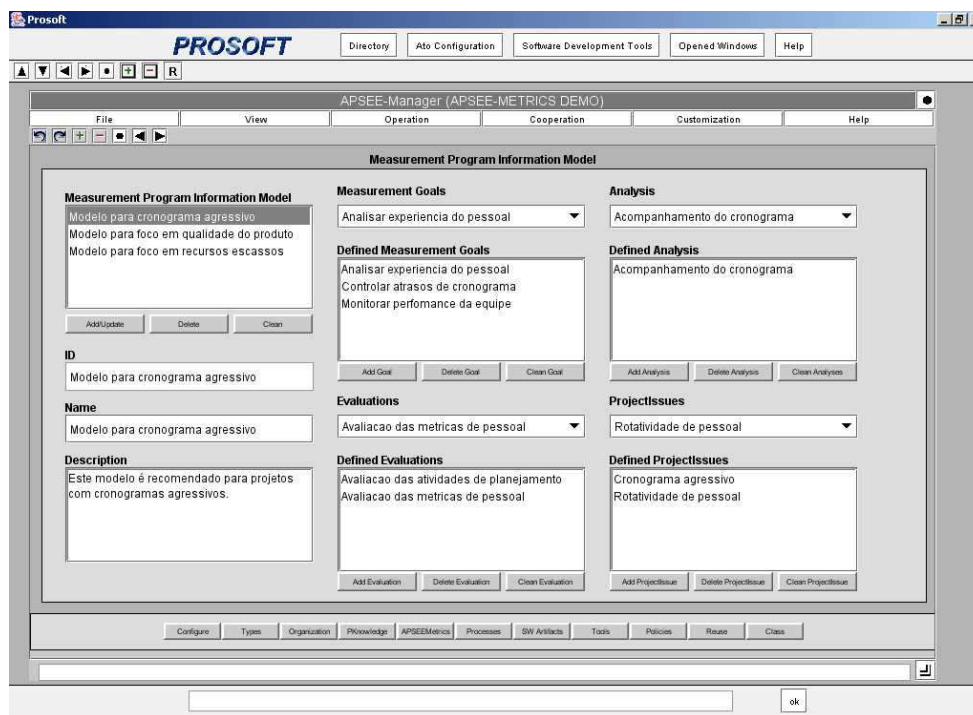 Prosoft
PROSOFT
Directory
Ato Configuration
Software Development Tools
Opened Windows
Help
R
APSEE-Manager (APSEE-METRICS DEMO)
File
View
Operation
Cooperation
Customization
Help
Measurement Program Information Model
Measurement Program Information Model
Modelo para cronograma agressivo
Modelo para foco em qualidade do produto
Modelo para foco em recursos escassos
Add/Update
Delete
Clean
ID
Modelo para cronograma agressivo
Name
Modelo para cronograma agressivo
Description
Este modelo é recomendado para projetos
com cronogramas agressivos.
Measurement Goals
Analisar experiencia do pessoal
Defined Measurement Goals
Analisar experiencia do pessoal
Controlar atrasos de cronograma
Monitorar perfomance da equipe
Add Goal
Delete Goal
Clean Goal
Evaluations
Avaliacao das metricas de pessoal
Defined Evaluations
Avaliacao das atividades de planejamento
Avaliacao das metricas de pessoal
Add Evaluation
Delete Evaluation
Clean Evaluation
Analysis
Acompanhamento do cronograma
Defined Analysis
Acompanhamento do cronograma
Add Analysis
Delete Analysis
Clean Analyses
ProjectIssues
Rotatividade de pessoal
Defined ProjectIssues
Cronograma agressivo
Rotatividade de pessoal
Add ProjectIssue
Delete ProjectIssue
Clean ProjectIssue
Configure
Types
Organization
PKnowledge
APSEEMetrics
Processes
SW Artifacts
Tools
Policies
Reuse
Class
ok